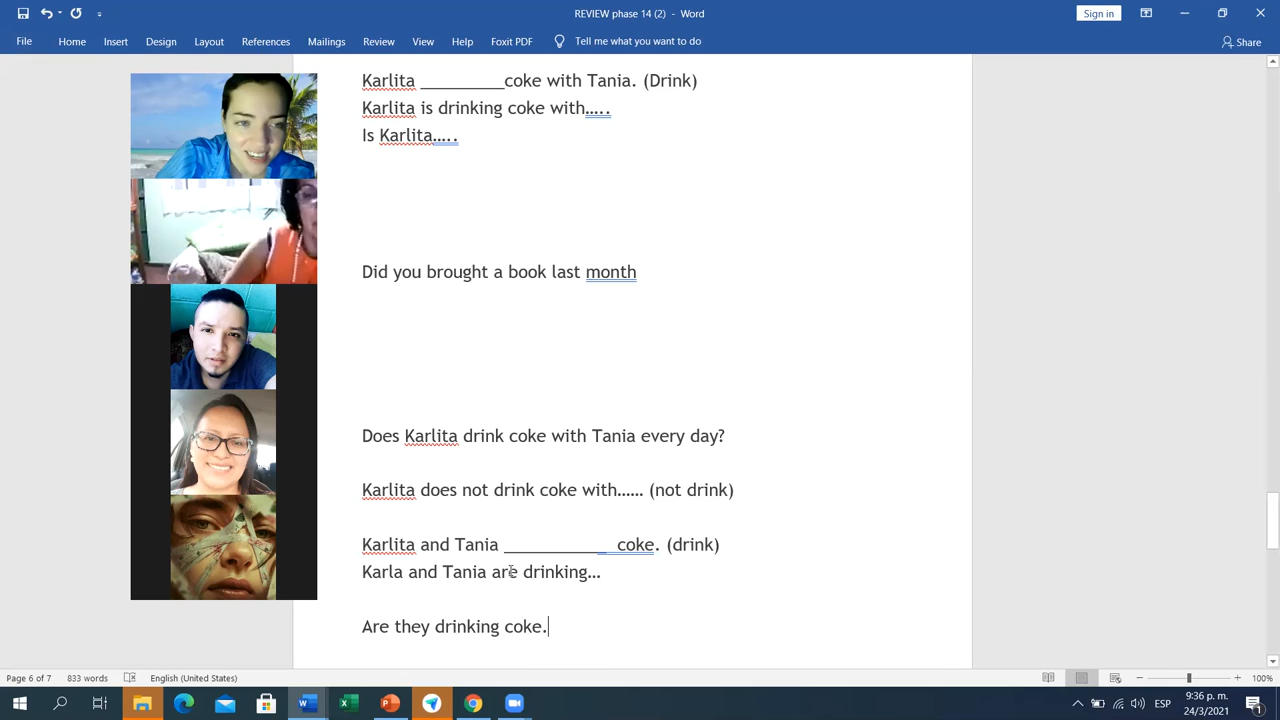 REVIEW phase 14 (2) - Word
Sign in
File Home Insert Design Layout References Mailings Review View Help Foxit PDF Tell me what you want to do Share
Karlita _________coke with Tania. (Drink)
Karlita is drinking coke with…..
Is Karlita…..
Did you brought a book last month
Does Karlita drink coke with Tania every day?
Karlita does not drink coke with…… (not drink)
Karlita and Tania ___________ coke. (drink)
Karla and Tania are drinking…
Are they drinking coke.
Page 6 of 7 833 words English (United States) 100%
ESP
9:36 p. m.
24/3/2021
1